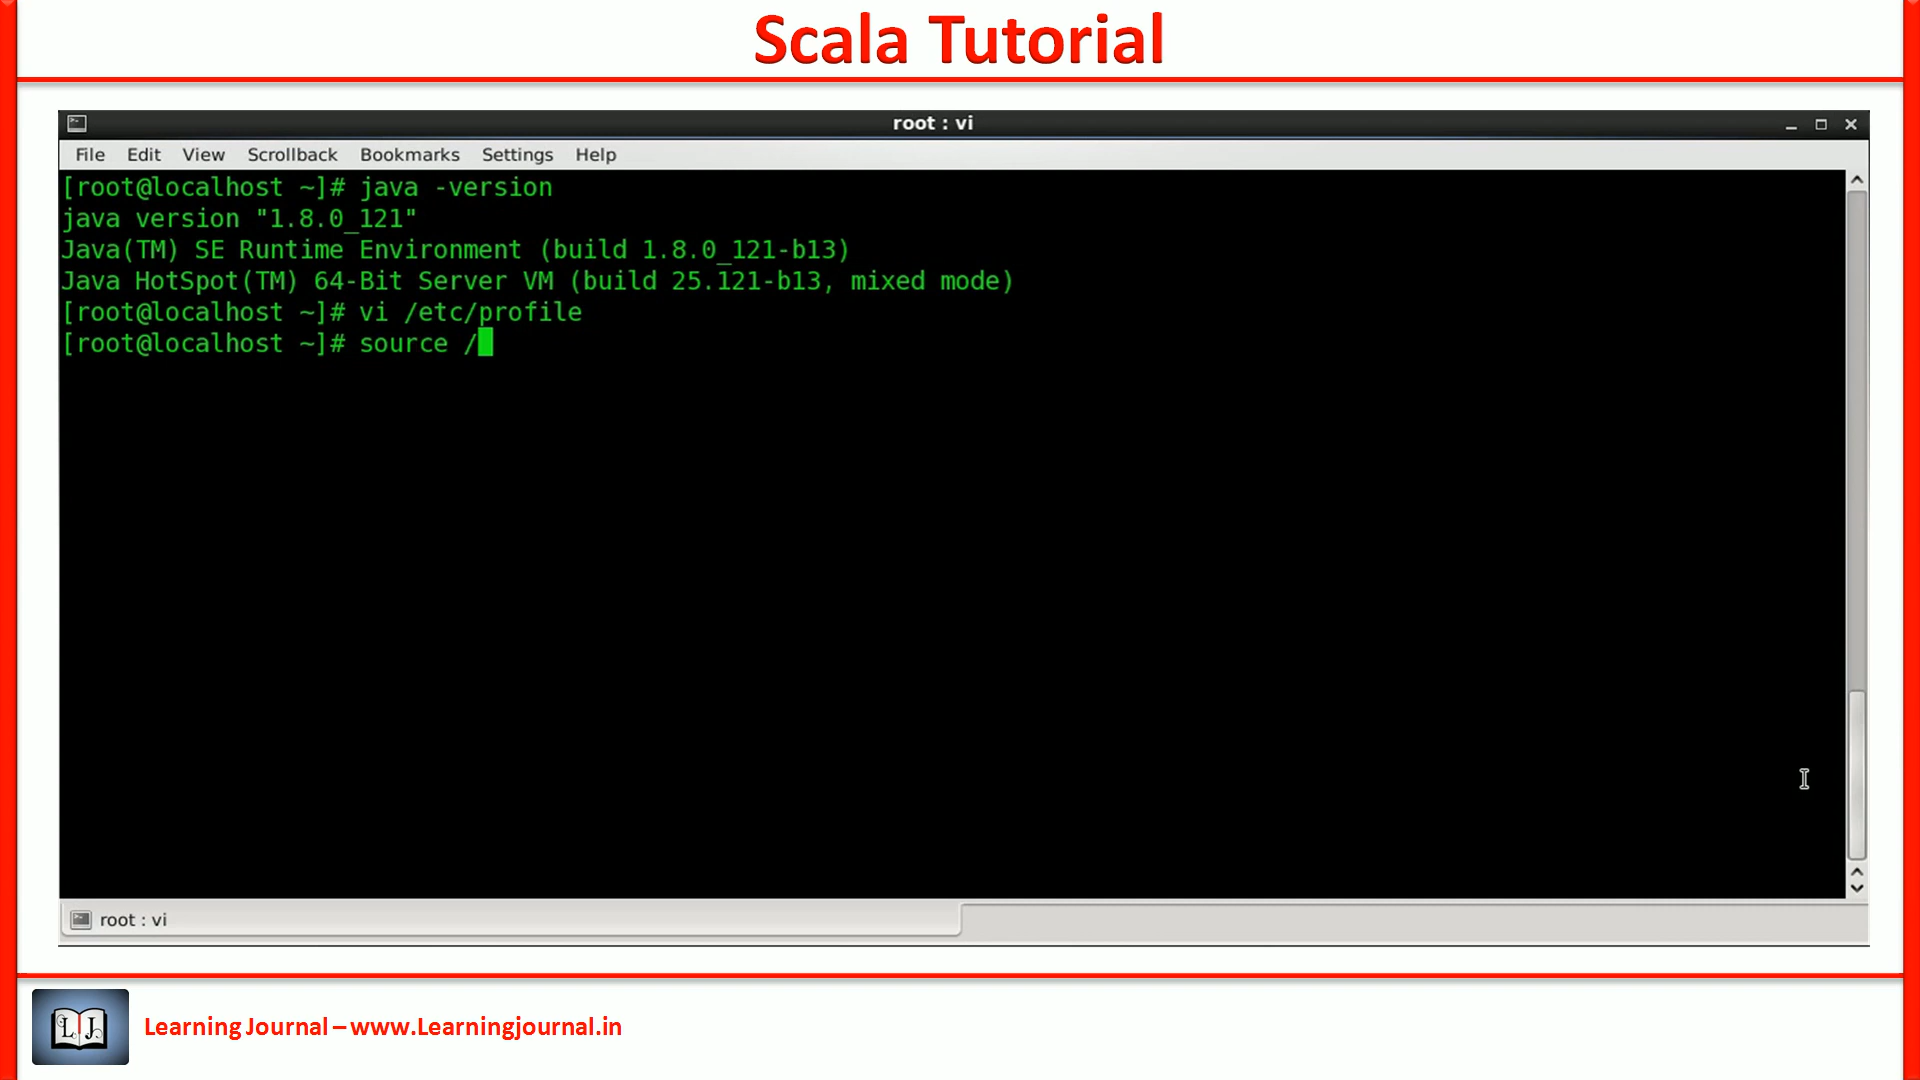 Scala Tutorial
root : vi
File Edit View Scrollback Bookmarks Settings Help
[root@localhost ~]# java -version
java version "1.8.0_121"
Java(TM) SE Runtime Environment (build 1.8.0_121-b13)
Java HotSpot(TM) 64-Bit Server VM (build 25.121-b13, mixed mode)
[root@localhost ~]# vi /etc/profile
[root@localhost ~]# source /
root : vi
LJ
Learning Journal – www.Learningjournal.in